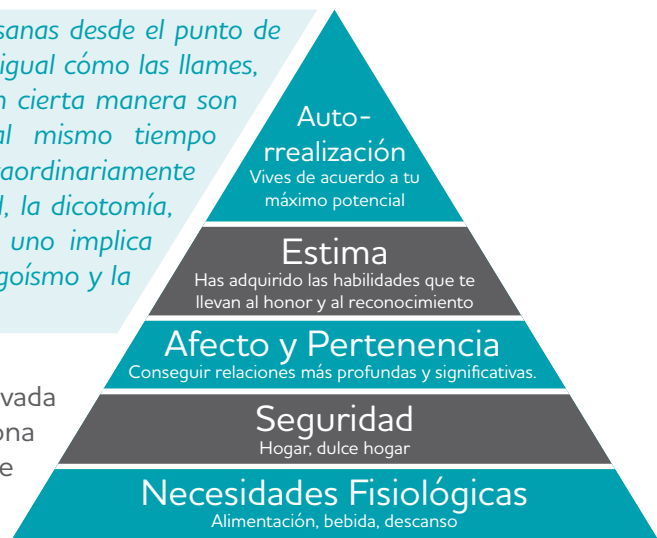 sanas desde el punto de
igual cómo las llames,
n cierta manera son
al mismo tiempo
raordinariamente
l, la dicotomía,
uno implica
goísmo y la
vada
ona
e
Auto-
rrealización
Vives de acuerdo a tu
máximo potencial
Estima
Has adquirido las habilidades que te
llevan al honor y al reconocimiento
Afecto y Pertenencia
Conseguir relaciones más profundas y significativas.
Seguridad
Hogar, dulce hogar
Necesidades Fisiológicas
Alimentación, bebida, descanso